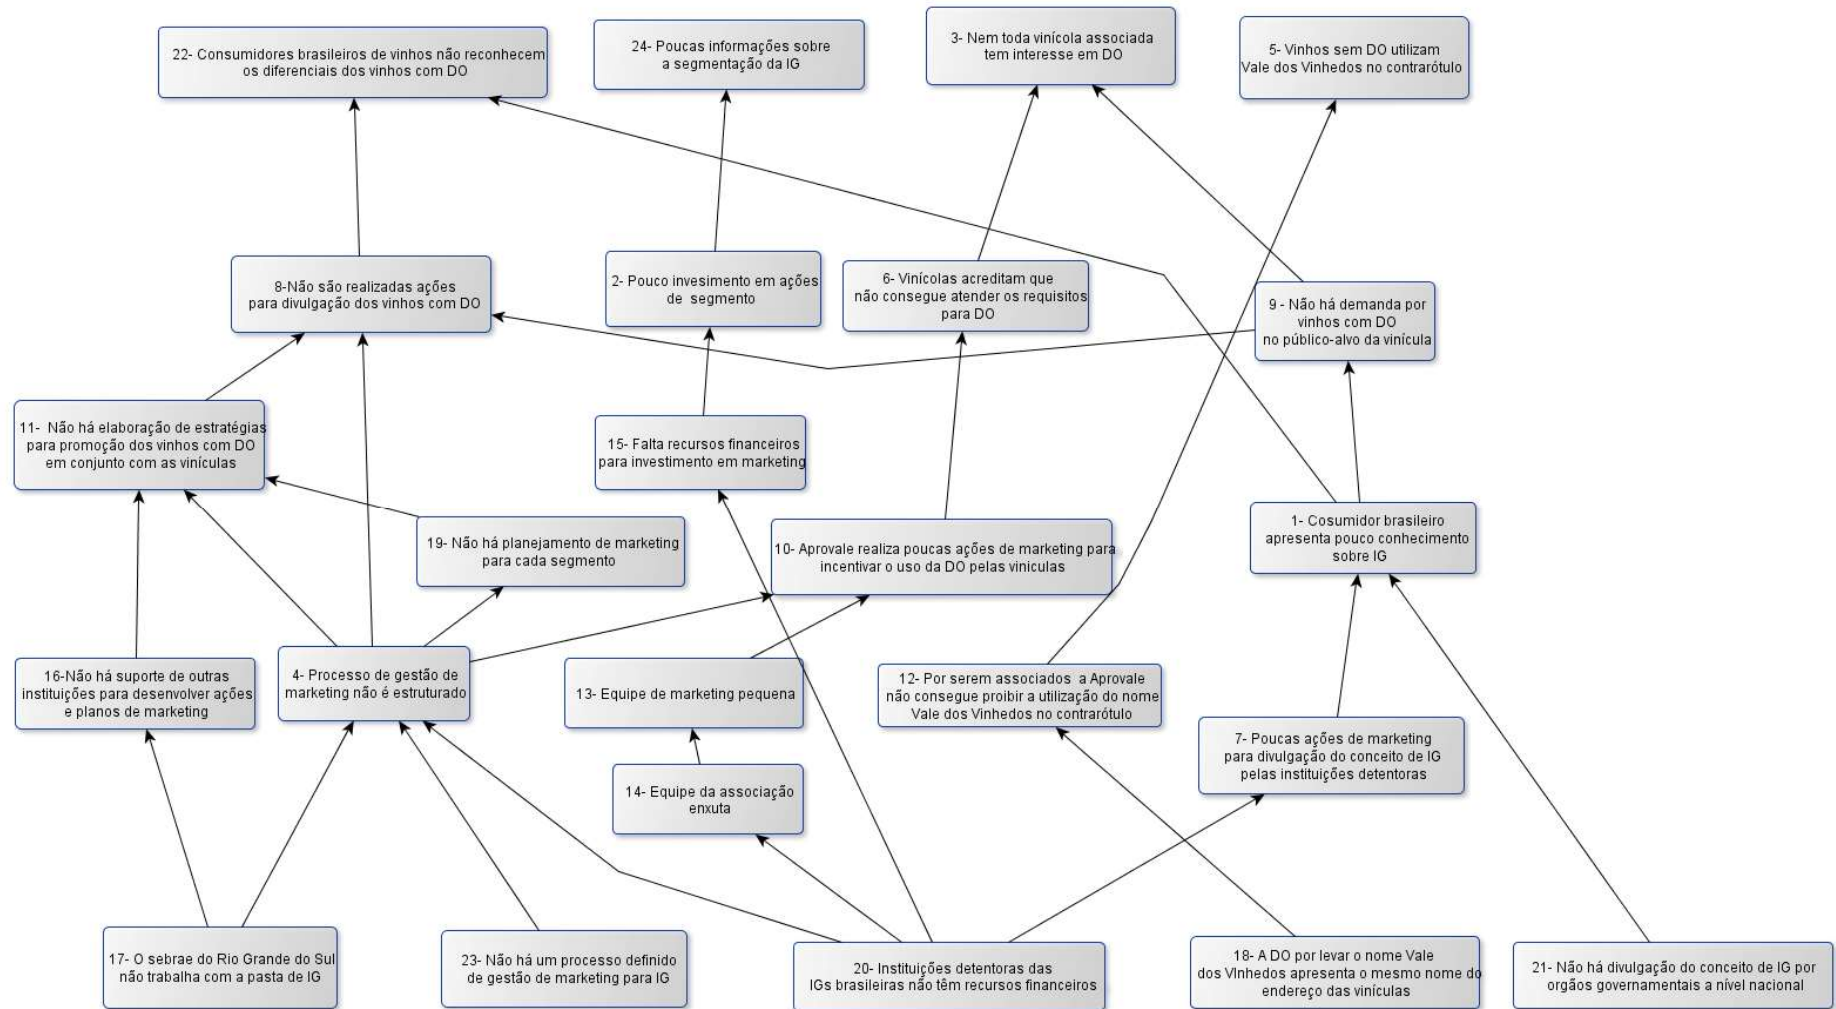 22- Consumidores brasileiros de vinhos não reconhecem
os diferenciais dos vinhos com DO
24- Poucas informações sobre
a segmentação da IG
3- Nem toda vinícola associada
tem interesse em DO
5- Vinhos sem DO utilizam
Vale dos Vinhedos no contrarótulo
8-Não são realizadas ações
para divulgação dos vinhos com DO
2- Pouco invesimento em ações
de segmento
6- Vinícolas acreditam que
não consegue atender os requisitos
para DO
9 - Não há demanda por
vinhos com DO
no público-alvo da vinícula
11- Não há elaboração de estratégias
para promoção dos vinhos com DO
em conjunto com as vinículas
15- Falta recursos financeiros
para investimento em marketing
19- Não há planejamento de marketing
para cada segmento
10- Aprovale realiza poucas ações de marketing para
incentivar o uso da DO pelas viniculas
1- Cosumidor brasileiro
apresenta pouco conhecimento
sobre IG
16-Não há suporte de outras
instituições para desenvolver ações
e planos de marketing
4- Processo de gestão de
marketing não é estruturado
13- Equipe de marketing pequena
12- Por serem associados a Aprovale
não consegue proibir a utilização do nome
Vale dos Vinhedos no contrarótulo
7- Poucas ações de marketing
para divulgação do conceito de IG
pelas instituições detentoras
14- Equipe da associação
enxuta
17- O sebrae do Rio Grande do Sul
não trabalha com a pasta de IG
23- Não há um processo definido
de gestão de marketing para IG
20- Instituições detentoras das
IGs brasileiras não têm recursos financeiros
18- A DO por levar o nome Vale
dos VInhedos apresenta o mesmo nome do
endereço das vinículas
21- Não há divulgação do conceito de IG por
orgãos governamentais a nível nacional